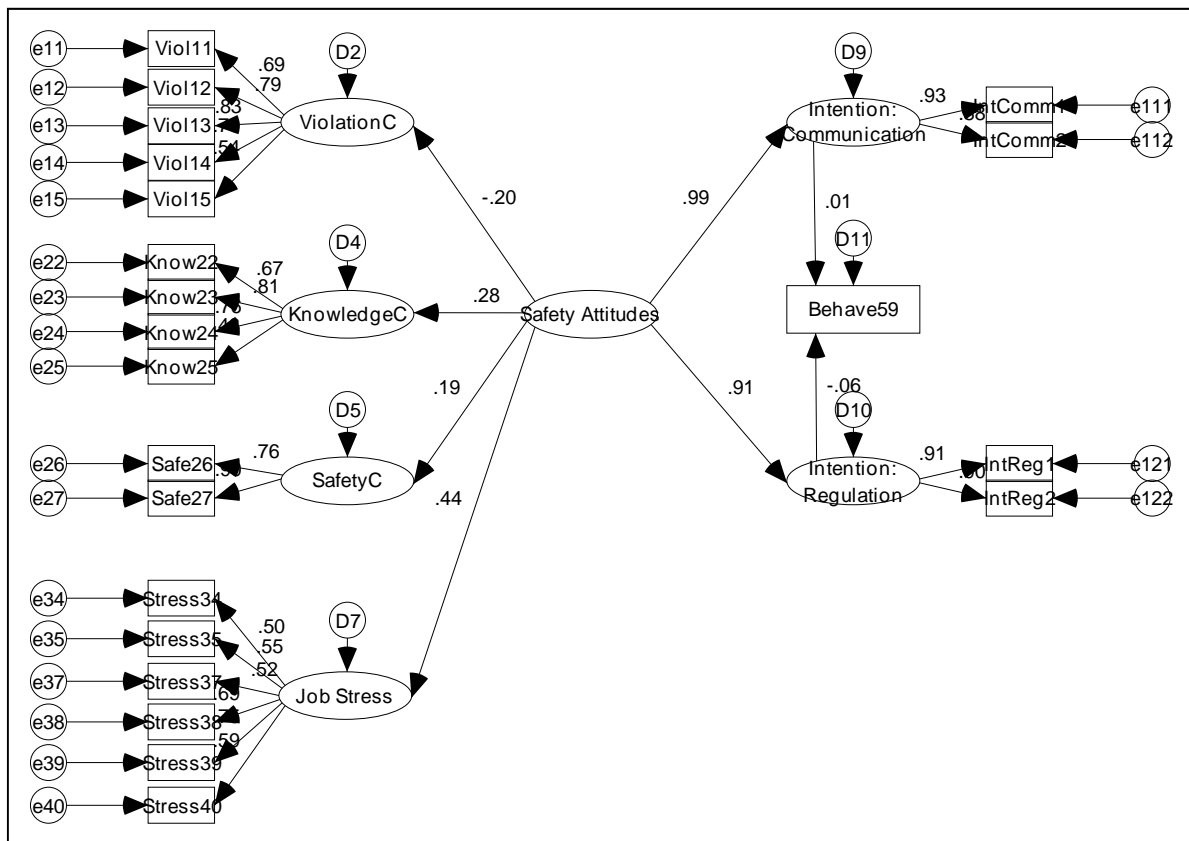 e11 Viol11
e12 Viol12
e13 Viol13
e14 Viol14
e15 Viol15
.69
.79
.83
.54
D2
ViolationC
-.20
e22 Know22
e23 Know23
e24 Know24
e25 Know25
.67
.81
D4
KnowledgeC
.28
Safety Attitudes
e26 Safe26
e27 Safe27
.76
D5
SafetyC
.19
.44
e34 Stress34
e35 Stress35
e37 Stress37
e38 Stress38
e39 Stress39
e40 Stress40
.50
.55
.52
.59
D7
Job Stress
D9
Intention:
Communication
.99
.93
IntComm1 e111
IntComm2 e112
.01
D11
Behave59
-.06
.91
D10
Intention:
Regulation
.91
IntReg1 e121
IntReg2 e122